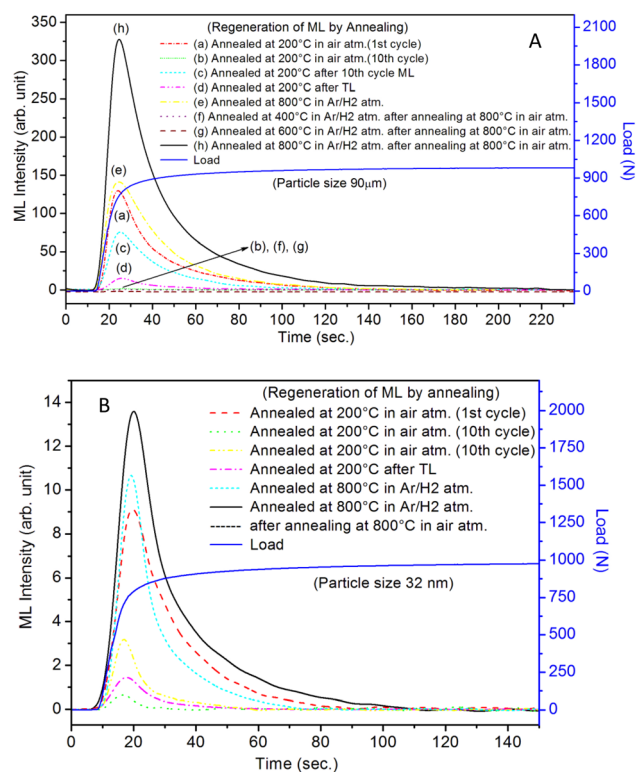 (h)
(Regeneration of ML by Annealing)
A
(a) Annealed at 200°C in air atm.(1st cycle)
(b) Annealed at 200°C in air atm.(10th cycle)
(c) Annealed at 200°C after 10th cycle ML
(d) Annealed at 200°C after TL
(e) Annealed at 800°C in Ar/H2 atm.
(f) Annealed at 400°C in Ar/H2 atm. after annealing at 800°C in air atm.
(g) Annealed at 600°C in Ar/H2 atm. after annealing at 800°C in air atm.
(h) Annealed at 800°C in Ar/H2 atm. after annealing at 800°C in air atm.
Load
(Particle size 90µm)
(e)
(a)
(c)
(d)
(b), (f), (g)
350
300
250
200
150
100
50
0
ML Intensity (arb. unit)
2100
1800
1500
1200
900
600
300
0
Load (N)
0 20 40 60 80 100 120 140 160 180 200 220
Time (sec.)
B
(Regeneration of ML by annealing)
Annealed at 200°C in air atm. (1st cycle)
Annealed at 200°C in air atm. (10th cycle)
Annealed at 200°C in air atm. (10th cycle)
Annealed at 200°C after TL
Annealed at 800°C in Ar/H2 atm.
Annealed at 800°C in Ar/H2 atm.
after annealing at 800°C in air atm.
Load
(Particle size 32 nm)
14
12
10
8
6
4
2
0
ML Intensity (arb. unit)
2000
1750
1500
1250
1000
750
500
250
0
Load (N)
0 20 40 60 80 100 120 140
Time (sec.)